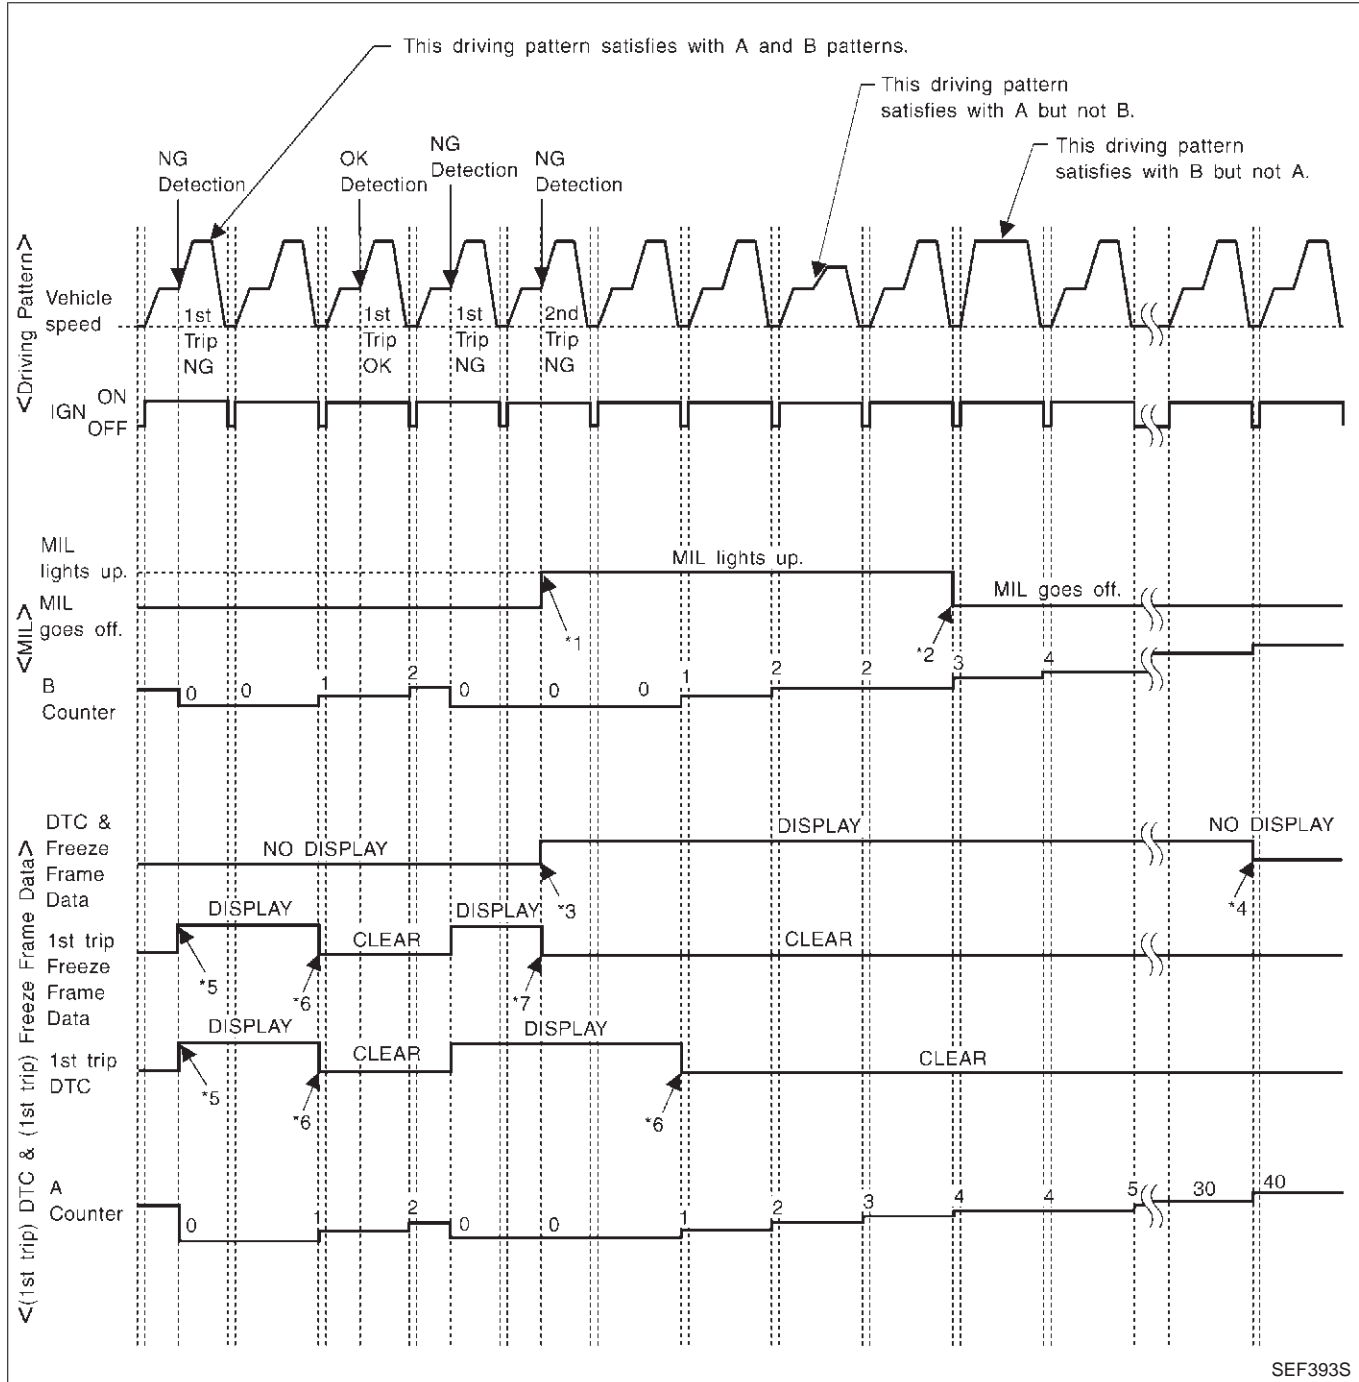 This driving pattern satisfies with A and B patterns.
This driving pattern
satisfies with A but not B.
This driving pattern
satisfies with B but not A.
NG
Detection
OK
Detection
NG
Detection
NG
Detection
<Driving Pattern>
Vehicle
speed
1st
Trip
NG
1st
Trip
OK
1st
Trip
NG
2nd
Trip
NG
IGN
ON
OFF
<MIL>
MIL
lights up.
MIL lights up.
MIL
goes off.
MIL goes off.
*1
*2
B
Counter
0 0 1 2 0 0 0 1 2 2 3 4
<(1st trip) DTC & (1st trip) Freeze Frame Data>
DTC &
Freeze
Frame
Data
NO DISPLAY
DISPLAY
NO DISPLAY
*3
*4
1st trip
Freeze
Frame
Data
DISPLAY
CLEAR
DISPLAY
CLEAR
*5
*6
*7
1st trip
DTC
DISPLAY
CLEAR
DISPLAY
CLEAR
*5
*6
*6
A
Counter
0 1 2 0 0 1 2 3 4 4 5 30 40
SEF393S